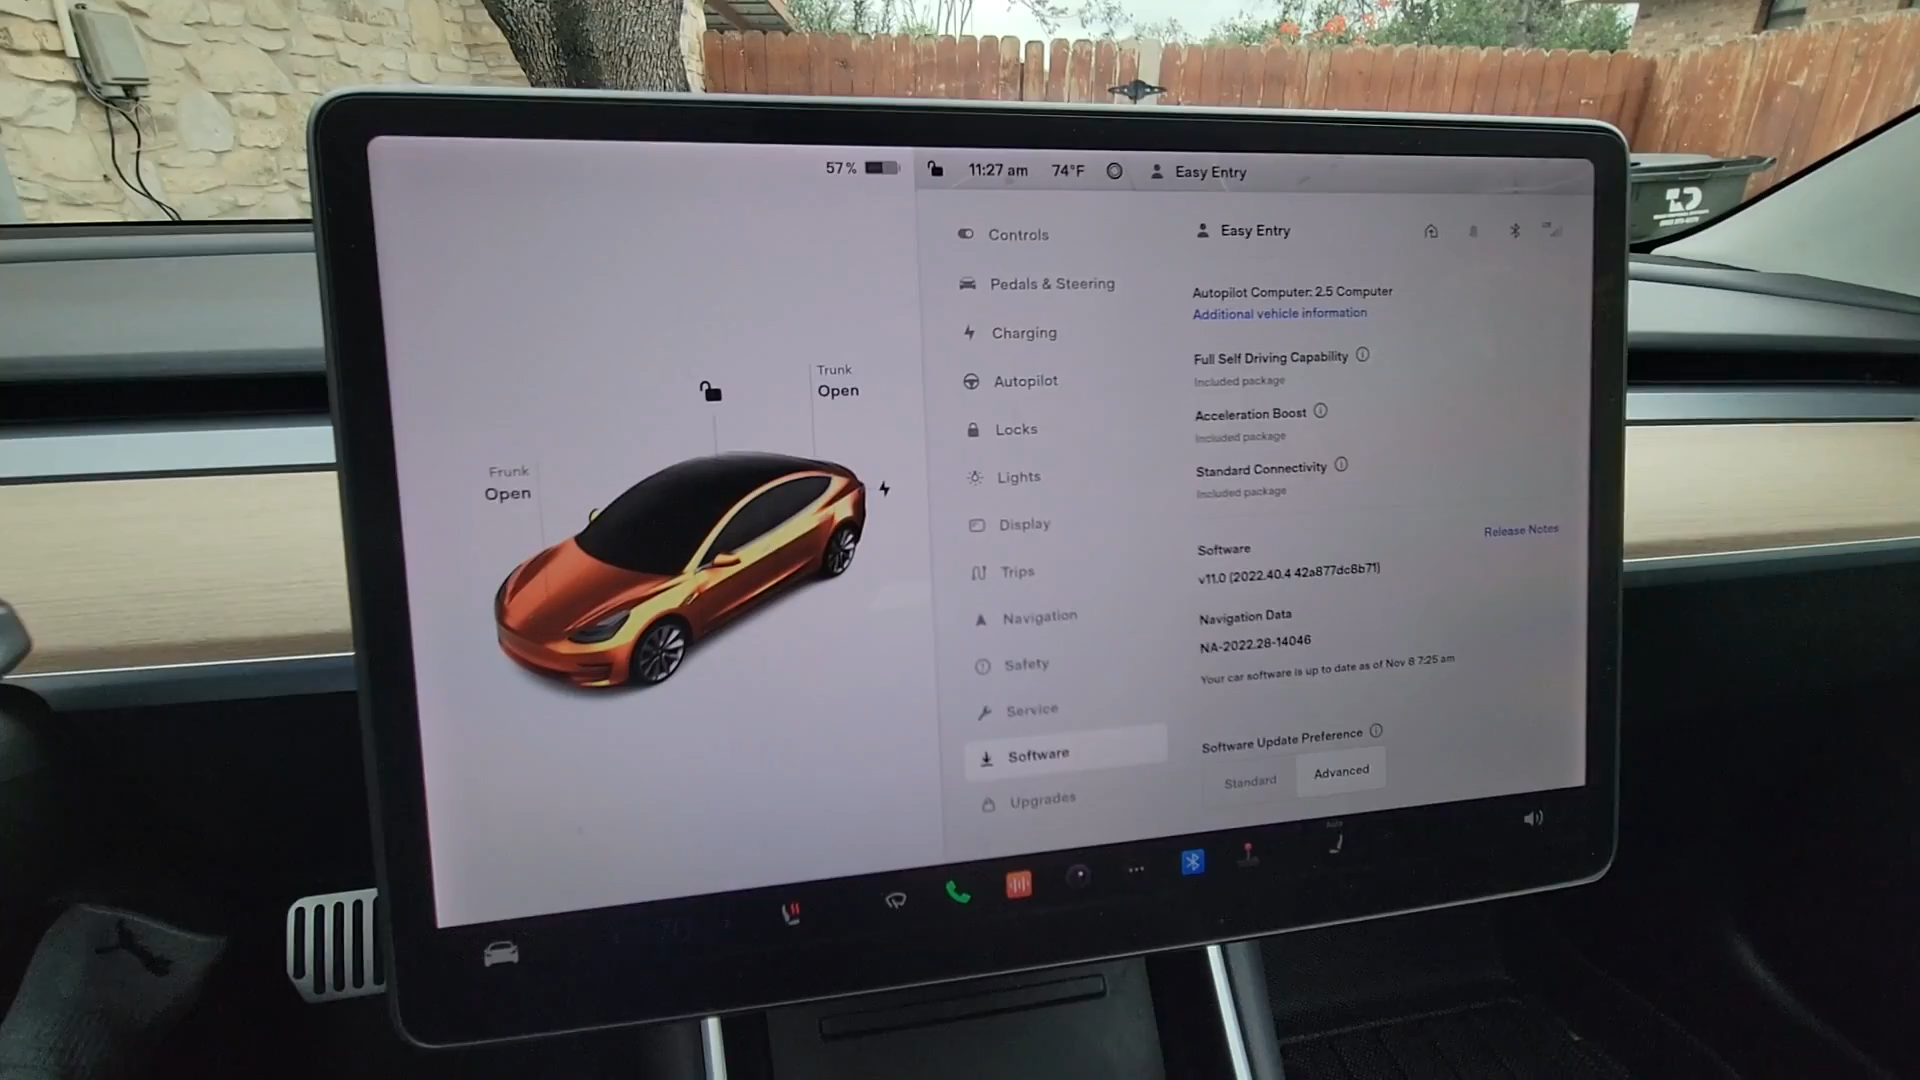 57 %
11:27 am
74°F
Easy Entry
Trunk
Open
Frunk
Open
Controls
Pedals & Steering
Charging
Autopilot
Locks
Lights
Display
Trips
Navigation
Safety
Service
Software
Upgrades
Easy Entry
Autopilot Computer: 2.5 Computer
Additional vehicle information
Full Self Driving Capability
Included package
Acceleration Boost
Included package
Standard Connectivity
Included package
Release Notes
Software
v11.0 (2022.40.4 42a877dc8b71)
Navigation Data
NA-2022.28-14046
Your car software is up to date as of Nov 8 7:25 am
Software Update Preference
Standard
Advanced
Auto